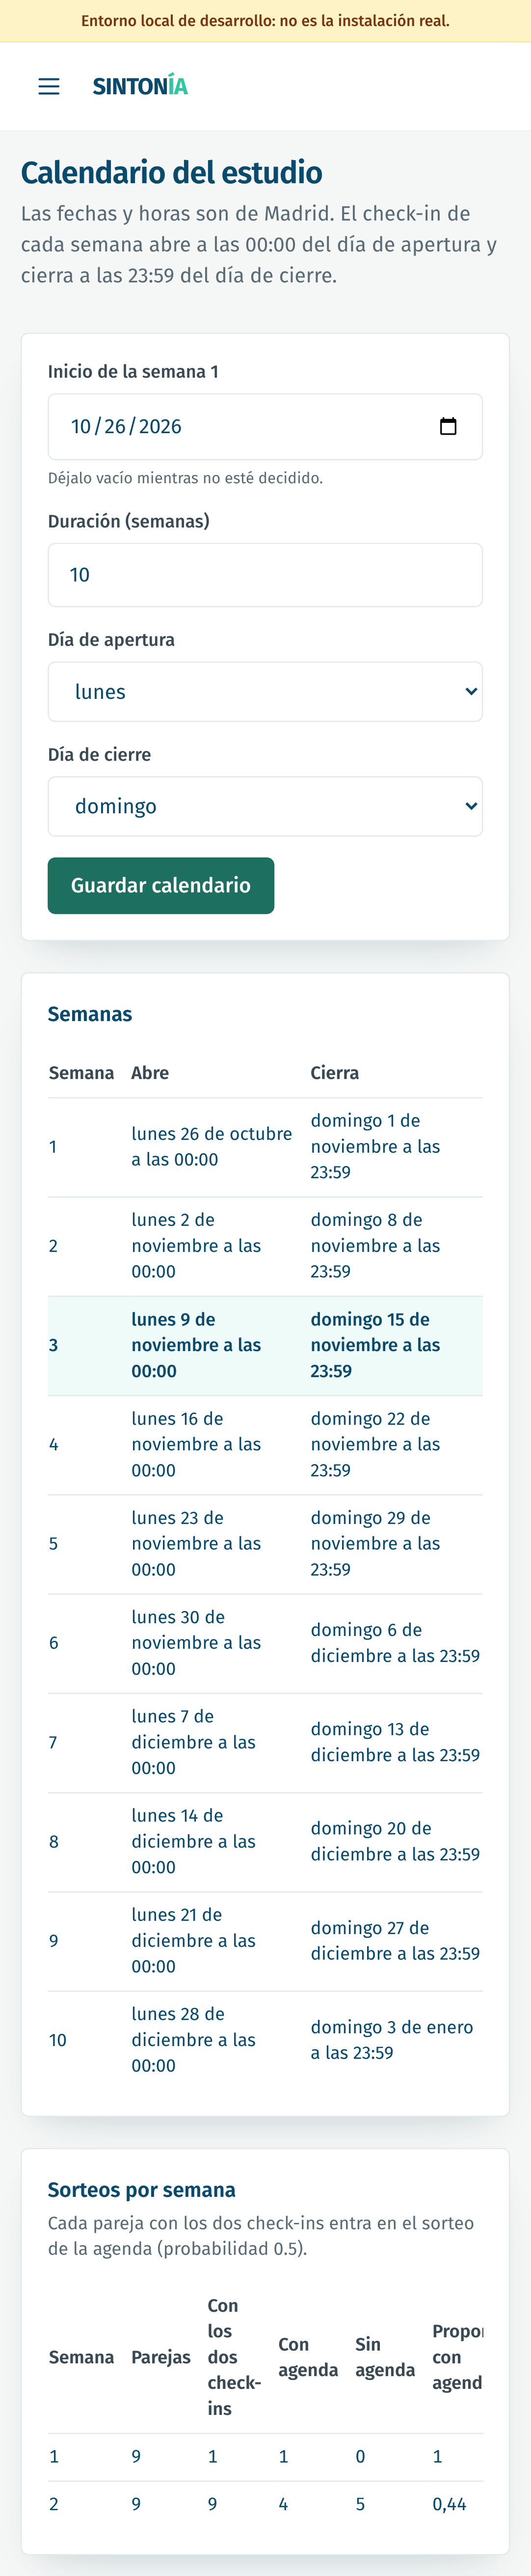 Entorno local de desarrollo: no es la instalación real.
SINTONÍA
Calendario del estudio
Las fechas y horas son de Madrid. El check-in de
cada semana abre a las 00:00 del día de apertura y
cierra a las 23:59 del día de cierre.
Inicio de la semana 1
10/26/2026
Déjalo vacío mientras no esté decidido.
Duración (semanas)
10
Día de apertura
lunes
Día de cierre
domingo
Guardar calendario
Semanas
Semana Abre Cierra
1 lunes 26 de octubre a las 00:00 domingo 1 de noviembre a las 23:59
2 lunes 2 de noviembre a las 00:00 domingo 8 de noviembre a las 23:59
3 lunes 9 de noviembre a las 00:00 domingo 15 de noviembre a las 23:59
4 lunes 16 de noviembre a las 00:00 domingo 22 de noviembre a las 23:59
5 lunes 23 de noviembre a las 00:00 domingo 29 de noviembre a las 23:59
6 lunes 30 de noviembre a las 00:00 domingo 6 de diciembre a las 23:59
7 lunes 7 de diciembre a las 00:00 domingo 13 de diciembre a las 23:59
8 lunes 14 de diciembre a las 00:00 domingo 20 de diciembre a las 23:59
9 lunes 21 de diciembre a las 00:00 domingo 27 de diciembre a las 23:59
10 lunes 28 de diciembre a las 00:00 domingo 3 de enero a las 23:59
Sorteos por semana
Cada pareja con los dos check-ins entra en el sorteo
de la agenda (probabilidad 0.5).
Semana Parejas Con los dos check-ins Con agenda Sin agenda con
1 9 1 1 0 1
2 9 9 4 5 0,44